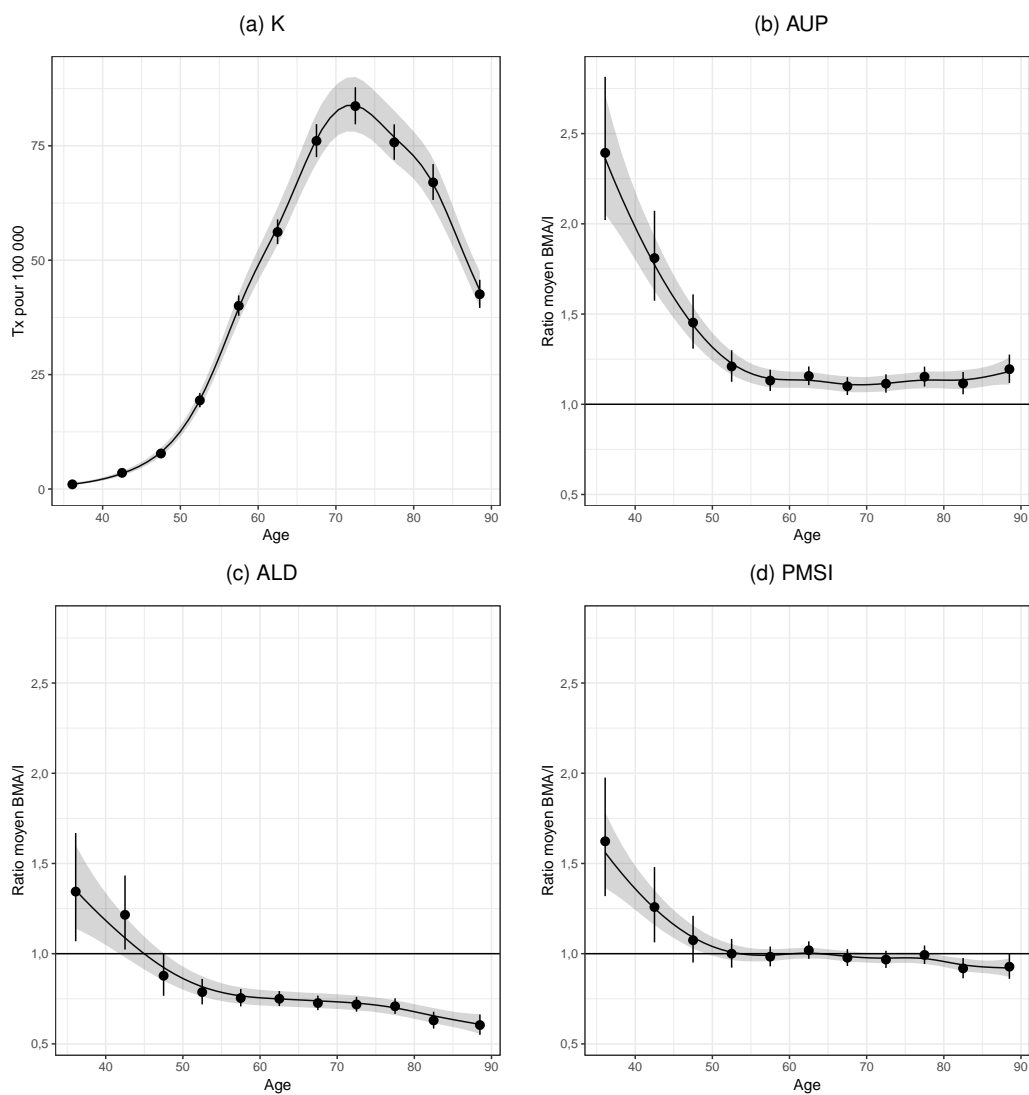 (a) K
Tx pour 100 000
75
50
25
0
40 50 60 70 80 90
Age
(b) AUP
Ratio moyen BMA/I
2,5
2,0
1,5
1,0
0,5
40 50 60 70 80 90
Age
(c) ALD
Ratio moyen BMA/I
2,5
2,0
1,5
1,0
0,5
40 50 60 70 80 90
Age
(d) PMSI
Ratio moyen BMA/I
2,5
2,0
1,5
1,0
0,5
40 50 60 70 80 90
Age